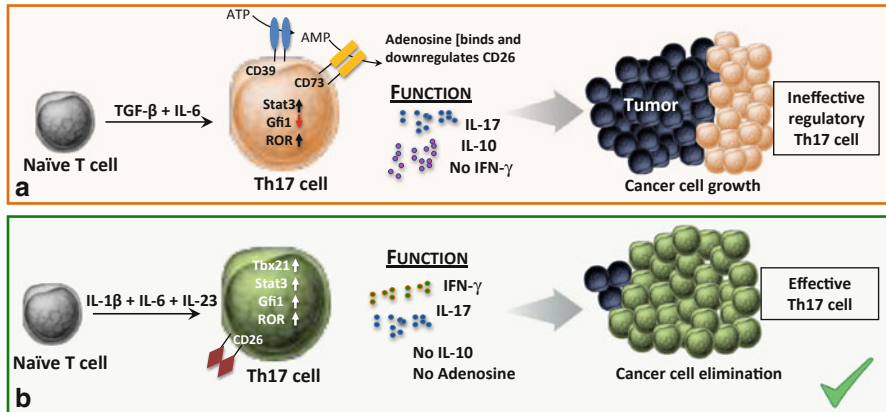 ATP
AMP
Adenosine [binds and
downregulates CD26
CD39
CD73
TGF-β + IL-6
Stat3
Gfi1
ROR
FUNCTION
IL-17
IL-10
No IFN-γ
Tumor
Ineffective
regulatory
Th17 cell
Naïve T cell
Th17 cell
Cancer cell growth
a
IL-1β + IL-6 + IL-23
Tbx21
Stat3
Gfi1
ROR
CD26
FUNCTION
IFN-γ
IL-17
No IL-10
No Adenosine
Effective
Th17 cell
Naïve T cell
Th17 cell
Cancer cell elimination
b